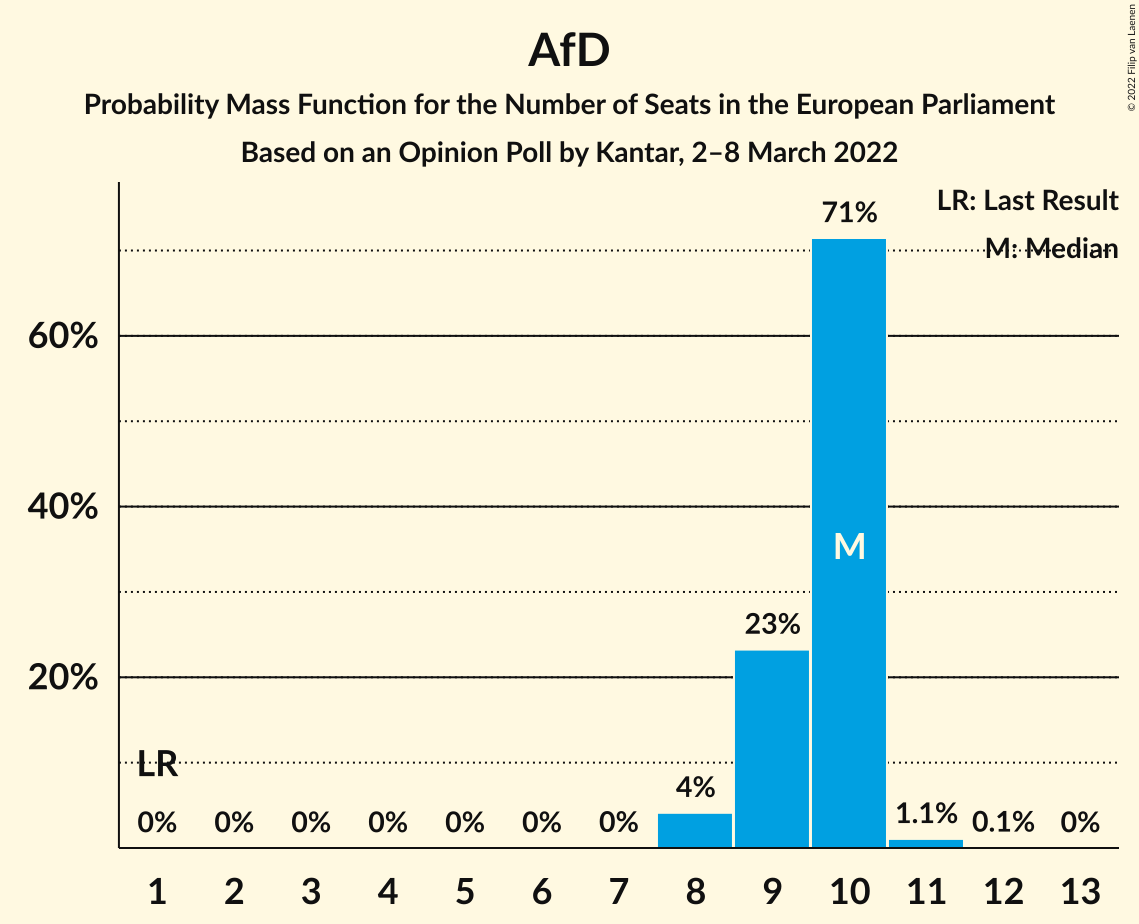 AfD
Probability Mass Function for the Number of Seats in the European Parliament
Based on an Opinion Poll by Kantar, 2–8 March 2022
© 2022 Filip van Laenen
LR: Last Result
M: Median
71%
60%
40%
M
23%
20%
LR
4%
0% 0% 0% 0% 0% 0% 0% 1.1% 0.1% 0%
1 2 3 4 5 6 7 8 9 10 11 12 13